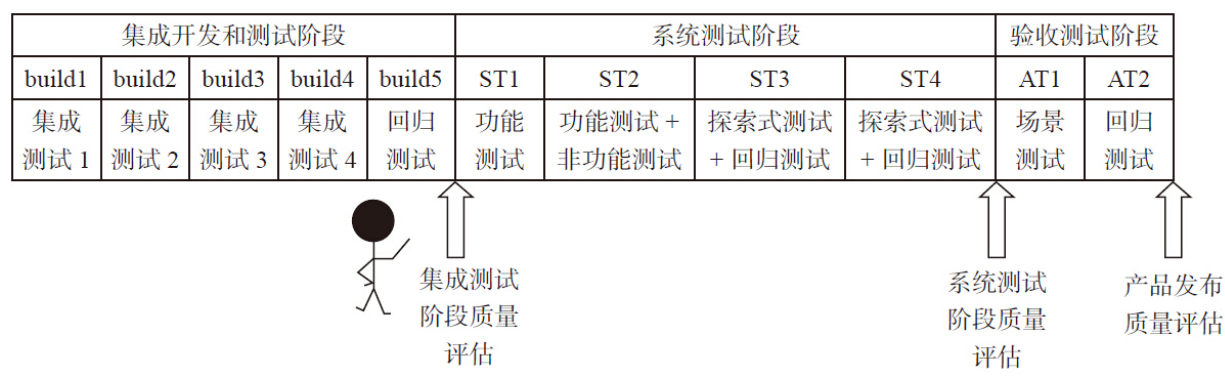 集成开发和测试阶段 系统测试阶段 验收测试阶段
build1 build2 build3 build4 build5 ST1 ST2 ST3 ST4 AT1 AT2
集成 集成 集成 集成 回归 功能 功能测试 + 探索式测试 探索式测试 场景 回归
测试 1 测试 2 测试 3 测试 4 测试 测试 非功能测试 + 回归测试 + 回归测试 测试 测试
集成测试
阶段质量
评估
系统测试
阶段质量
评估
产品发布
质量评估